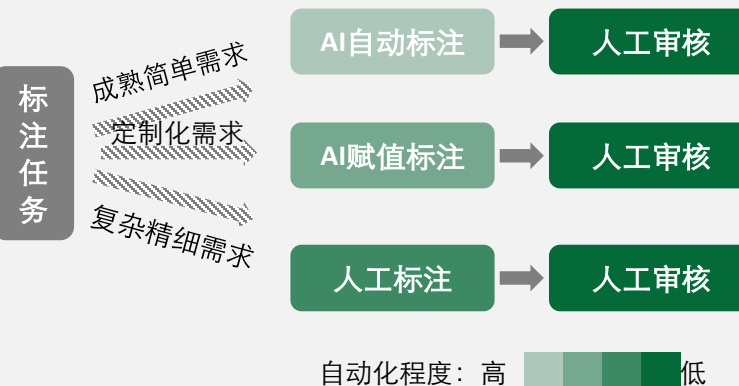 标注任务
成熟简单需求
定制化需求
复杂精细需求
AI自动标注
人工审核
AI赋值标注
人工审核
人工标注
人工审核
自动化程度：高
低